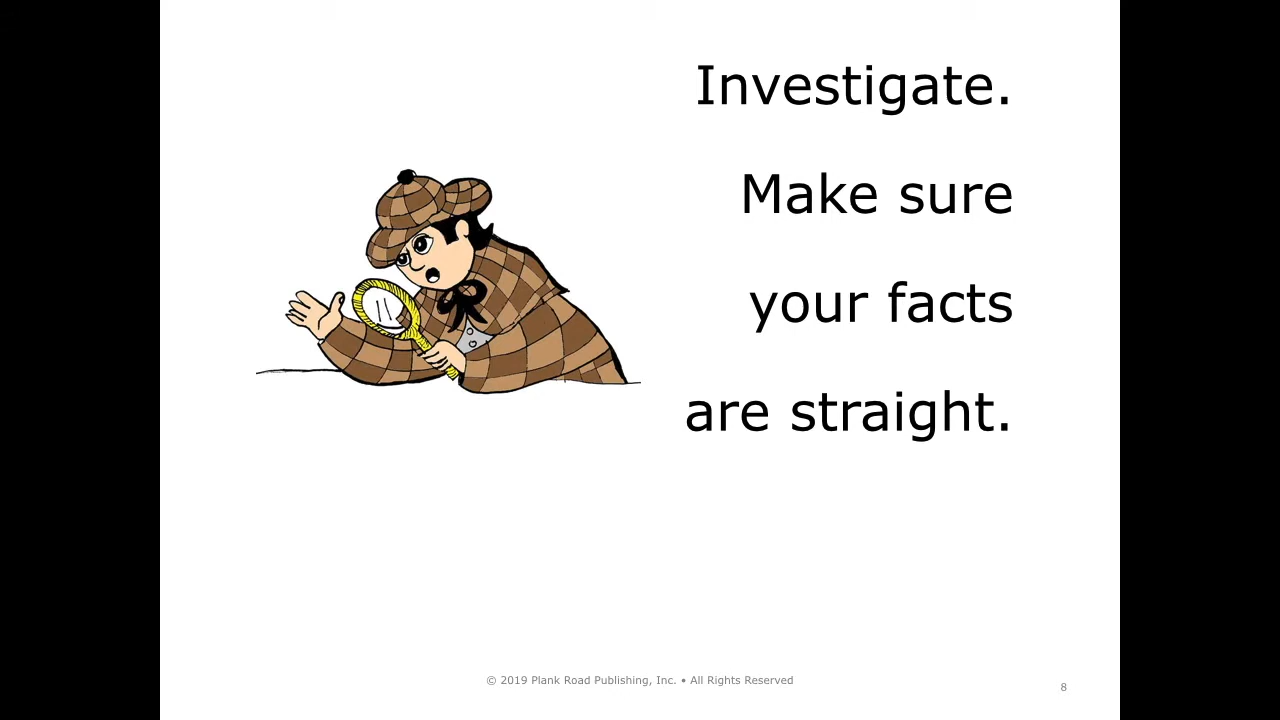 Investigate.
Make sure
your facts
are straight.
© 2019 Plank Road Publishing, Inc. • All Rights Reserved
8